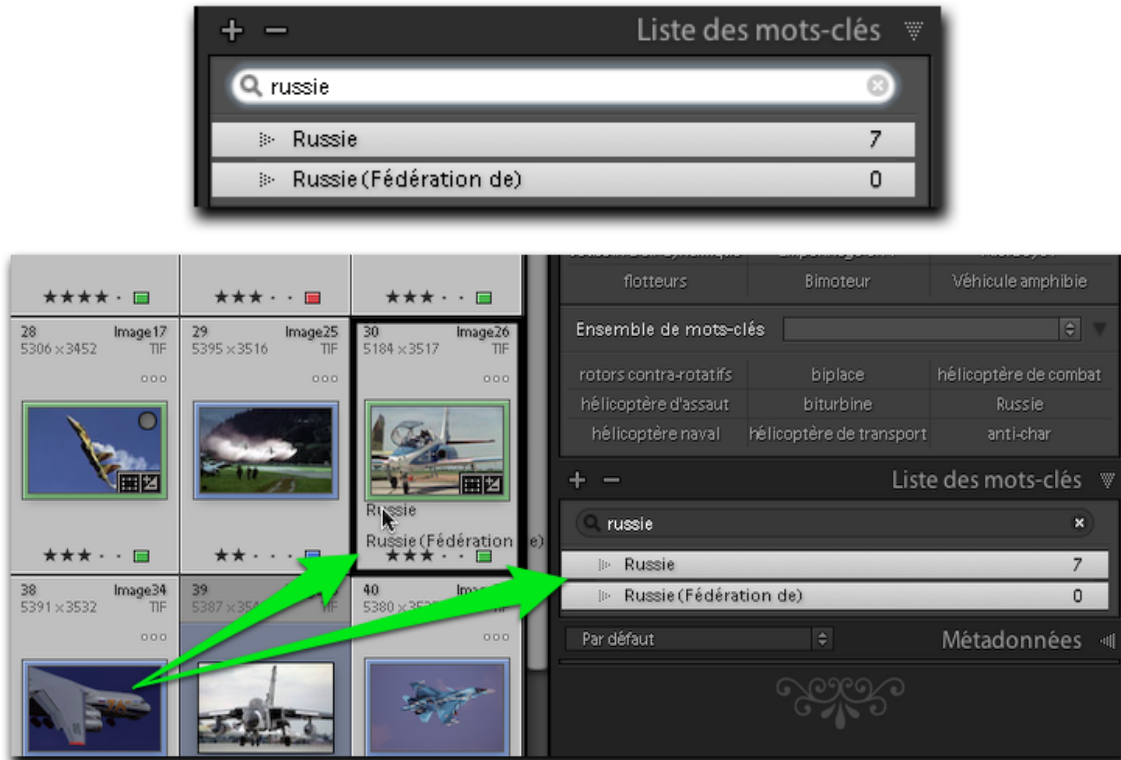 Liste des mots-clés
russie
Russie 7
Russie (Fédération de) 0
flotteurs Bimoteur Véhicule amphibie
28 Image17 29 Image25 30 Image26
5306 x 3452 TIF 5395 x 3516 TIF 5184 x 3517 TIF
Ensemble de mots-clés
rotors contra-rotatifs biplace hélicoptère de combat
hélicoptère d'assaut biturbine Russie
hélicoptère naval hélicoptère de transport anti-char
Liste des mots-clés
russie
Russie 7
Russie (Fédération de) 0
Russie
Russie (Fédération de)
38 Image34 39 40
5391 x 3532 TIF TIF TIF
Par défaut Métadonnées